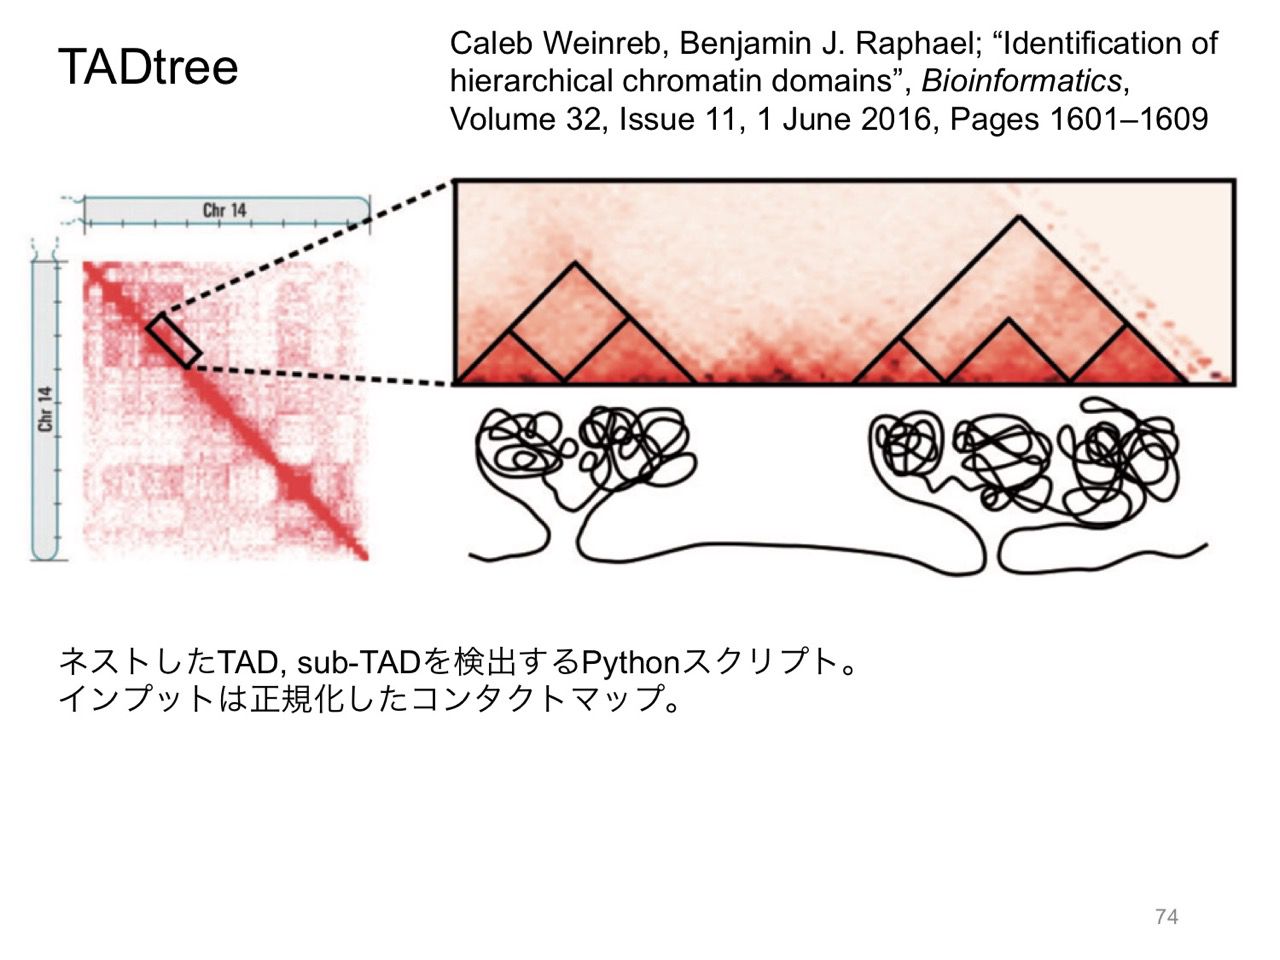 TADtree
Caleb Weinreb, Benjamin J. Raphael; “Identification of
hierarchical chromatin domains”, Bioinformatics,
Volume 32, Issue 11, 1 June 2016, Pages 1601–1609
Chr 14
Chr 14
ネストしたTAD, sub-TADを検出するPythonスクリプト。
インプットは正規化したコンタクトマップ。
74